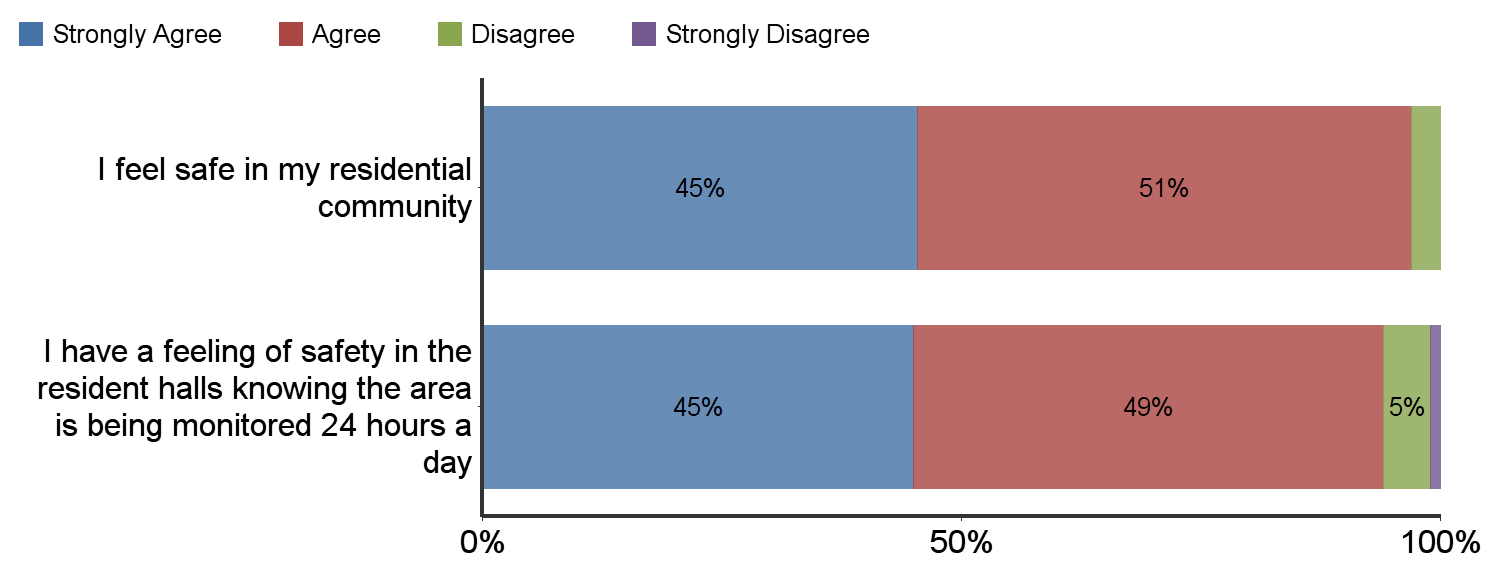 Strongly Agree Agree Disagree Strongly Disagree
I feel safe in my residential
community
45% 51%
I have a feeling of safety in the
resident halls knowing the area
is being monitored 24 hours a
day
45% 49% 5%
0% 50% 100%